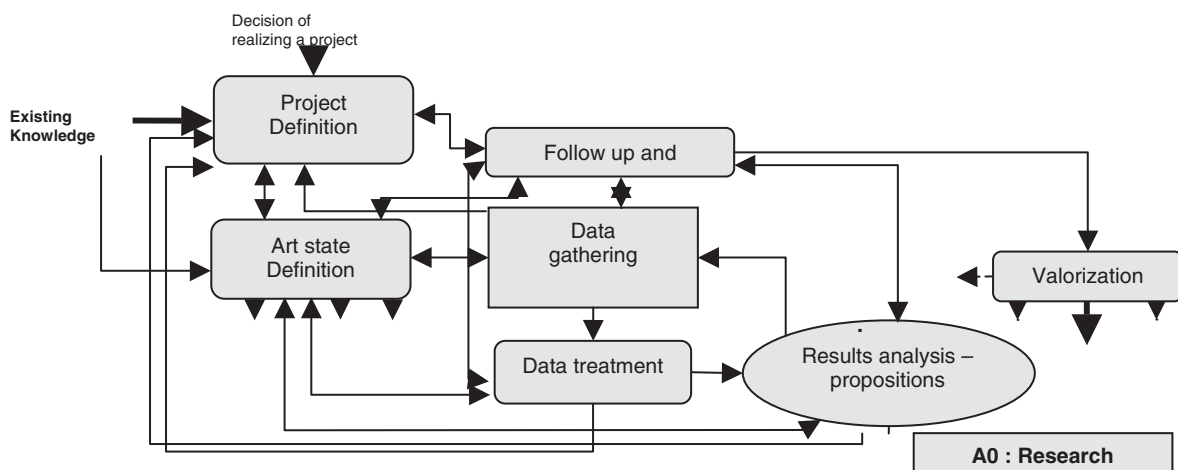 Decision of
realizing a project
Project
Definition
Existing
Knowledge
Follow up and
Art state
Definition
Data
gathering
Valorization
Data treatment
Results analysis –
propositions
A0 : Research